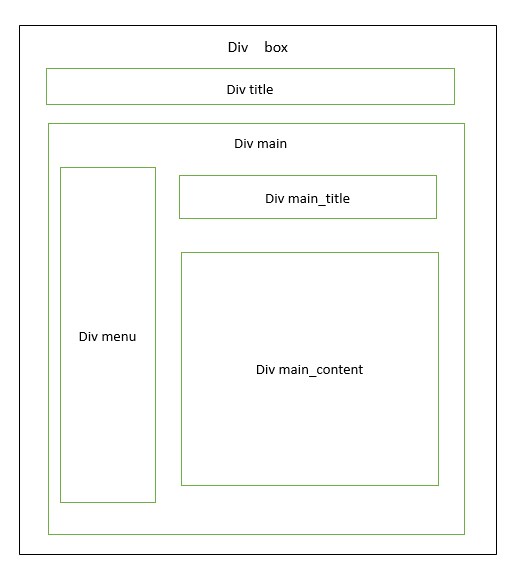 Div box
Div title
Div main
Div main_title
Div menu
Div main_content